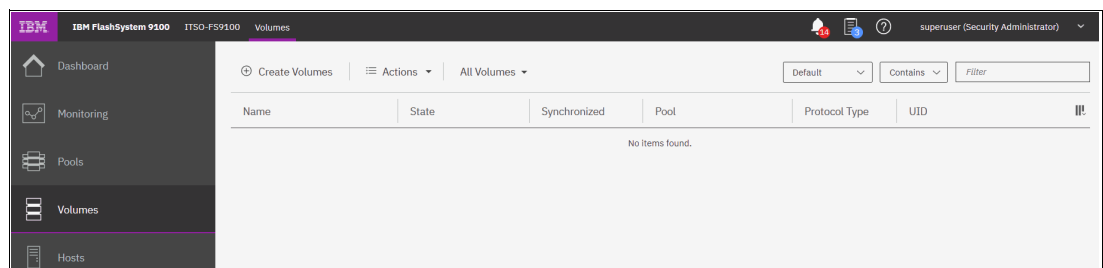 IBM IBM FlashSystem 9100 ITSO-FS9100 Volumes 14 3 ? superuser (Security Administrator)
Dashboard
Create Volumes Actions All Volumes Default Contains Filter
Name State Synchronized Pool Protocol Type UID
Monitoring
No items found.
Pools
Volumes
Hosts